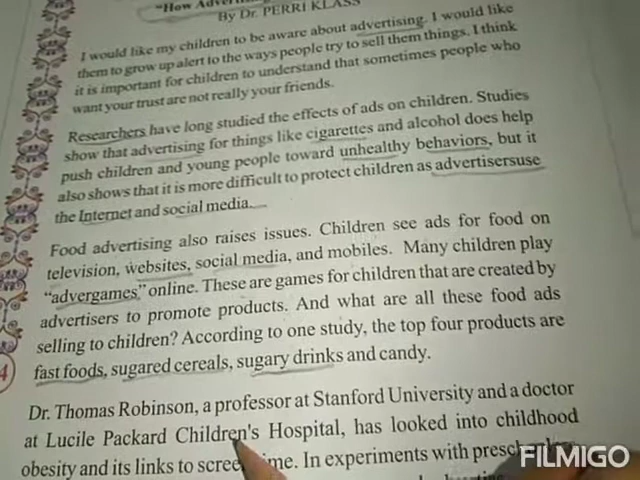 "How Adver
By Dr. PERRI KLASS
I would like my children to be aware about advertising. I would like
them to grow up alert to the ways people try to sell them things. I think
it is important for children to understand that sometimes people who
want your trust are not really your friends.
Researchers have long studied the effects of ads on children. Studies
show that advertising for things like cigarettes and alcohol does help
push children and young people toward unhealthy behaviors, but it
also shows that it is more difficult to protect children as advertisersuse
the Internet and social media.
Food advertising also raises issues. Children see ads for food on
television, websites, social media, and mobiles. Many children play
"advergames" online. These are games for children that are created by
advertisers to promote products. And what are all these food ads
selling to children? According to one study, the top four products are
fast foods, sugared cereals, sugary drinks and candy.
4
Dr. Thomas Robinson, a professor at Stanford University and a doctor
at Lucile Packard Children's Hospital, has looked into childhood
obesity and its links to scree time. In experiments with
FILMIGO